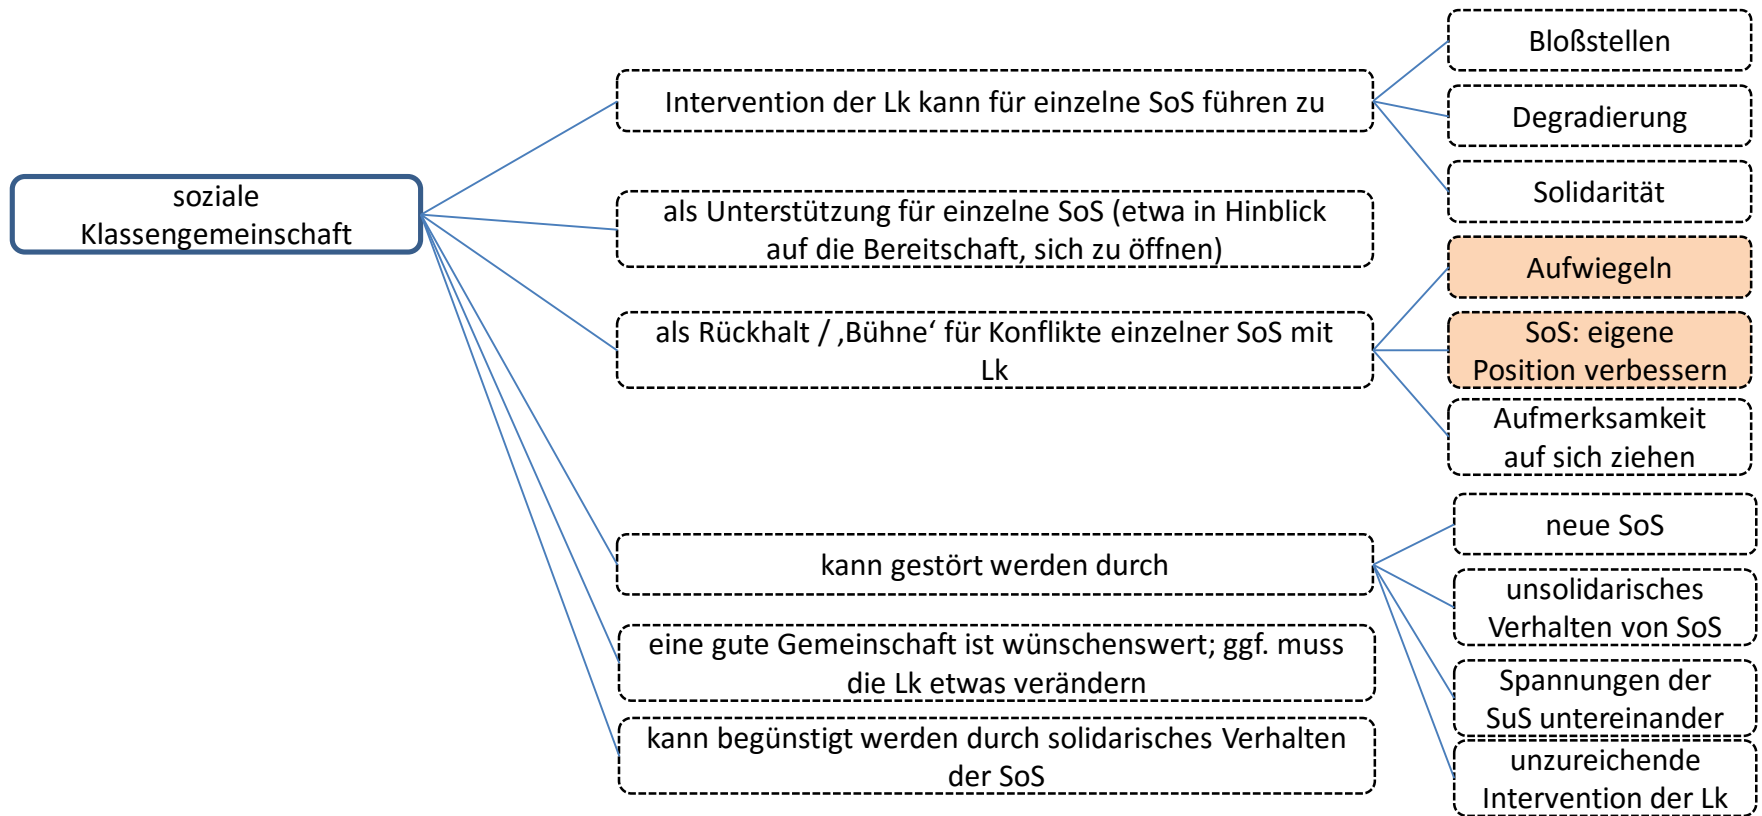 soziale
Klassengemeinschaft
Intervention der Lk kann für einzelne SoS führen zu
Bloßstellen
Degradierung
Solidarität
als Unterstützung für einzelne SoS (etwa in Hinblick
auf die Bereitschaft, sich zu öffnen)
als Rückhalt / ‚Bühne‘ für Konflikte einzelner SoS mit
Lk
Aufwiegeln
SoS: eigene
Position verbessern
Aufmerksamkeit
auf sich ziehen
kann gestört werden durch
neue SoS
unsolidarisches
Verhalten von SoS
Spannungen der
SuS untereinander
unzureichende
Intervention der Lk
eine gute Gemeinschaft ist wünschenswert; ggf. muss
die Lk etwas verändern
kann begünstigt werden durch solidarisches Verhalten
der SoS